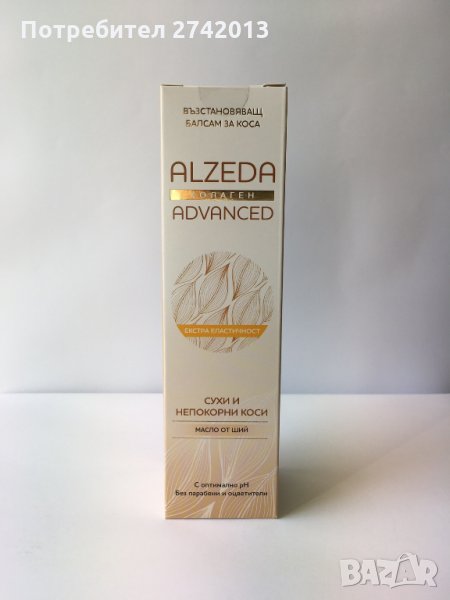 Потребител 2742013
ВЪЗСТАНОВЯВАЩ
БАЛСАМ ЗА КОСА
ALZEDA
КОЛАГЕН
ADVANCED
ЕКСТРА ЕЛАСТИЧНОСТ
СУХИ И
НЕПОКОРНИ КОСИ
МАСЛО ОТ ШИЙ
С оптимално pH
Без парабени и оцветители
BAZAR